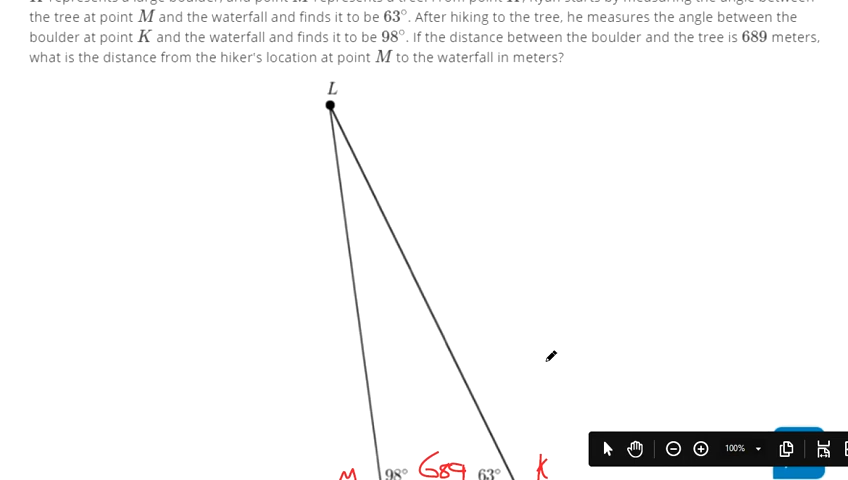 the tree at point M and the waterfall and finds it to be 63°. After hiking to the tree, he measures the angle between the
boulder at point K and the waterfall and finds it to be 98°. If the distance between the boulder and the tree is 689 meters,
what is the distance from the hiker's location at point M to the waterfall in meters?
L
M 98° 689 63° K
100%